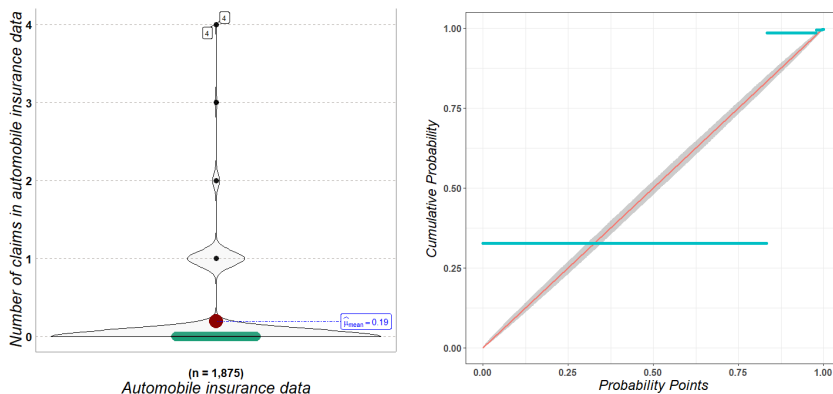 Number of claims in automobile insurance data
4
3
2
1
0
4
4
μ̂mean = 0.19
(n = 1,875)
Automobile insurance data
Cumulative Probability
1.00
0.75
0.50
0.25
0.00
0.00 0.25 0.50 0.75 1.00
Probability Points